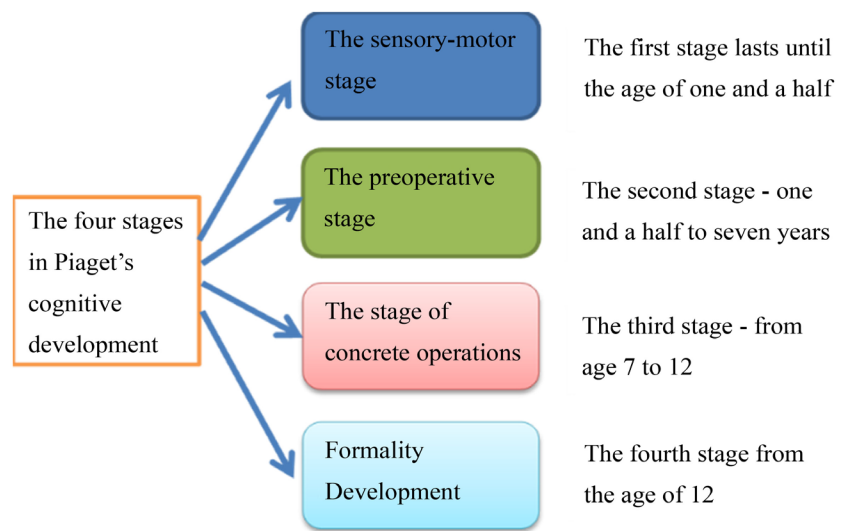 The four stages
in Piaget's
cognitive
development
The sensory-motor
stage
The first stage lasts until
the age of one and a half
The preoperative
stage
The second stage - one
and a half to seven years
The stage of
concrete operations
The third stage - from
age 7 to 12
Formality
Development
The fourth stage from
the age of 12